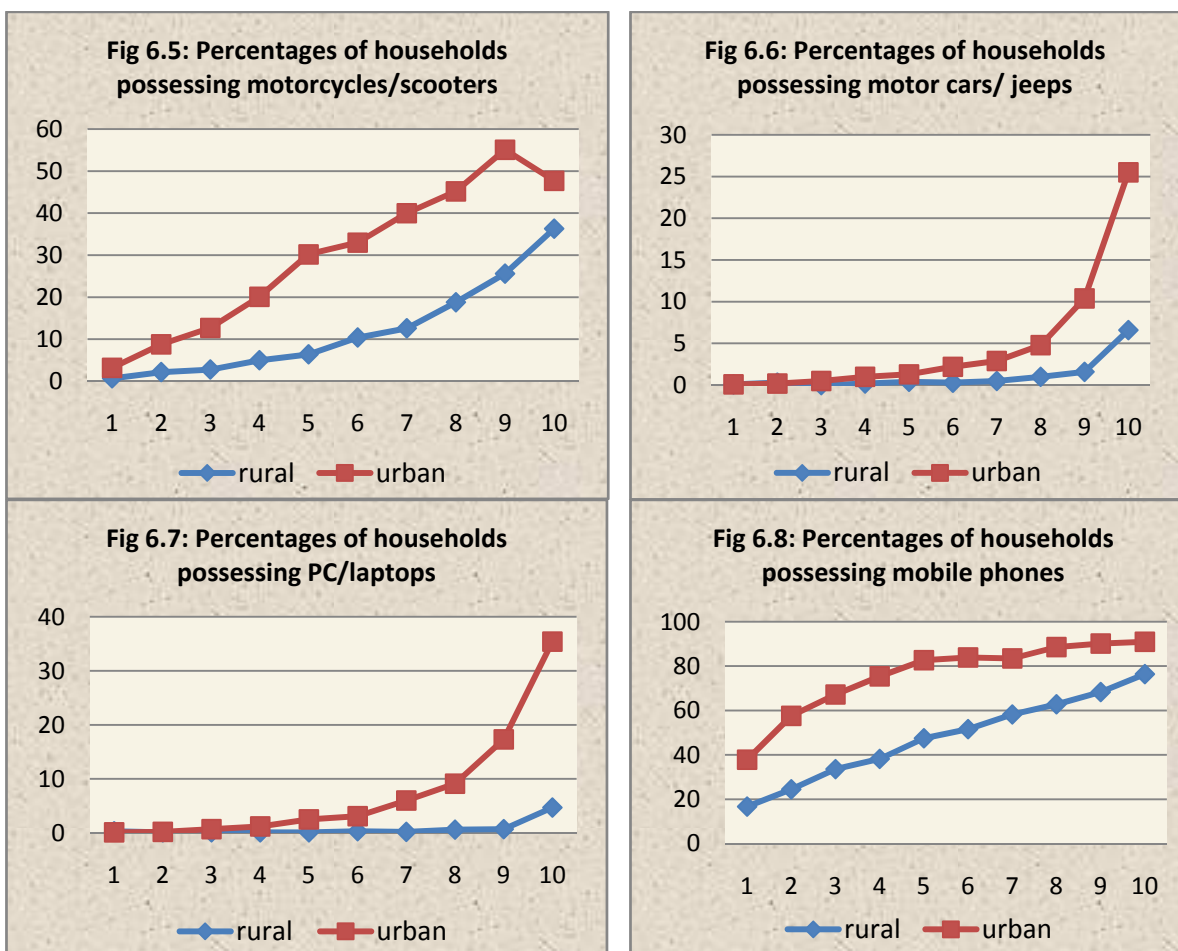 Fig 6.5: Percentages of households
possessing motorcycles/scooters
60
50
40
30
20
10
0
1 2 3 4 5 6 7 8 9 10
rural urban
Fig 6.6: Percentages of households
possessing motor cars/ jeeps
30
25
20
15
10
5
0
1 2 3 4 5 6 7 8 9 10
rural urban
Fig 6.7: Percentages of households
possessing PC/laptops
40
30
20
10
0
1 2 3 4 5 6 7 8 9 10
rural urban
Fig 6.8: Percentages of households
possessing mobile phones
100
80
60
40
20
0
1 2 3 4 5 6 7 8 9 10
rural urban